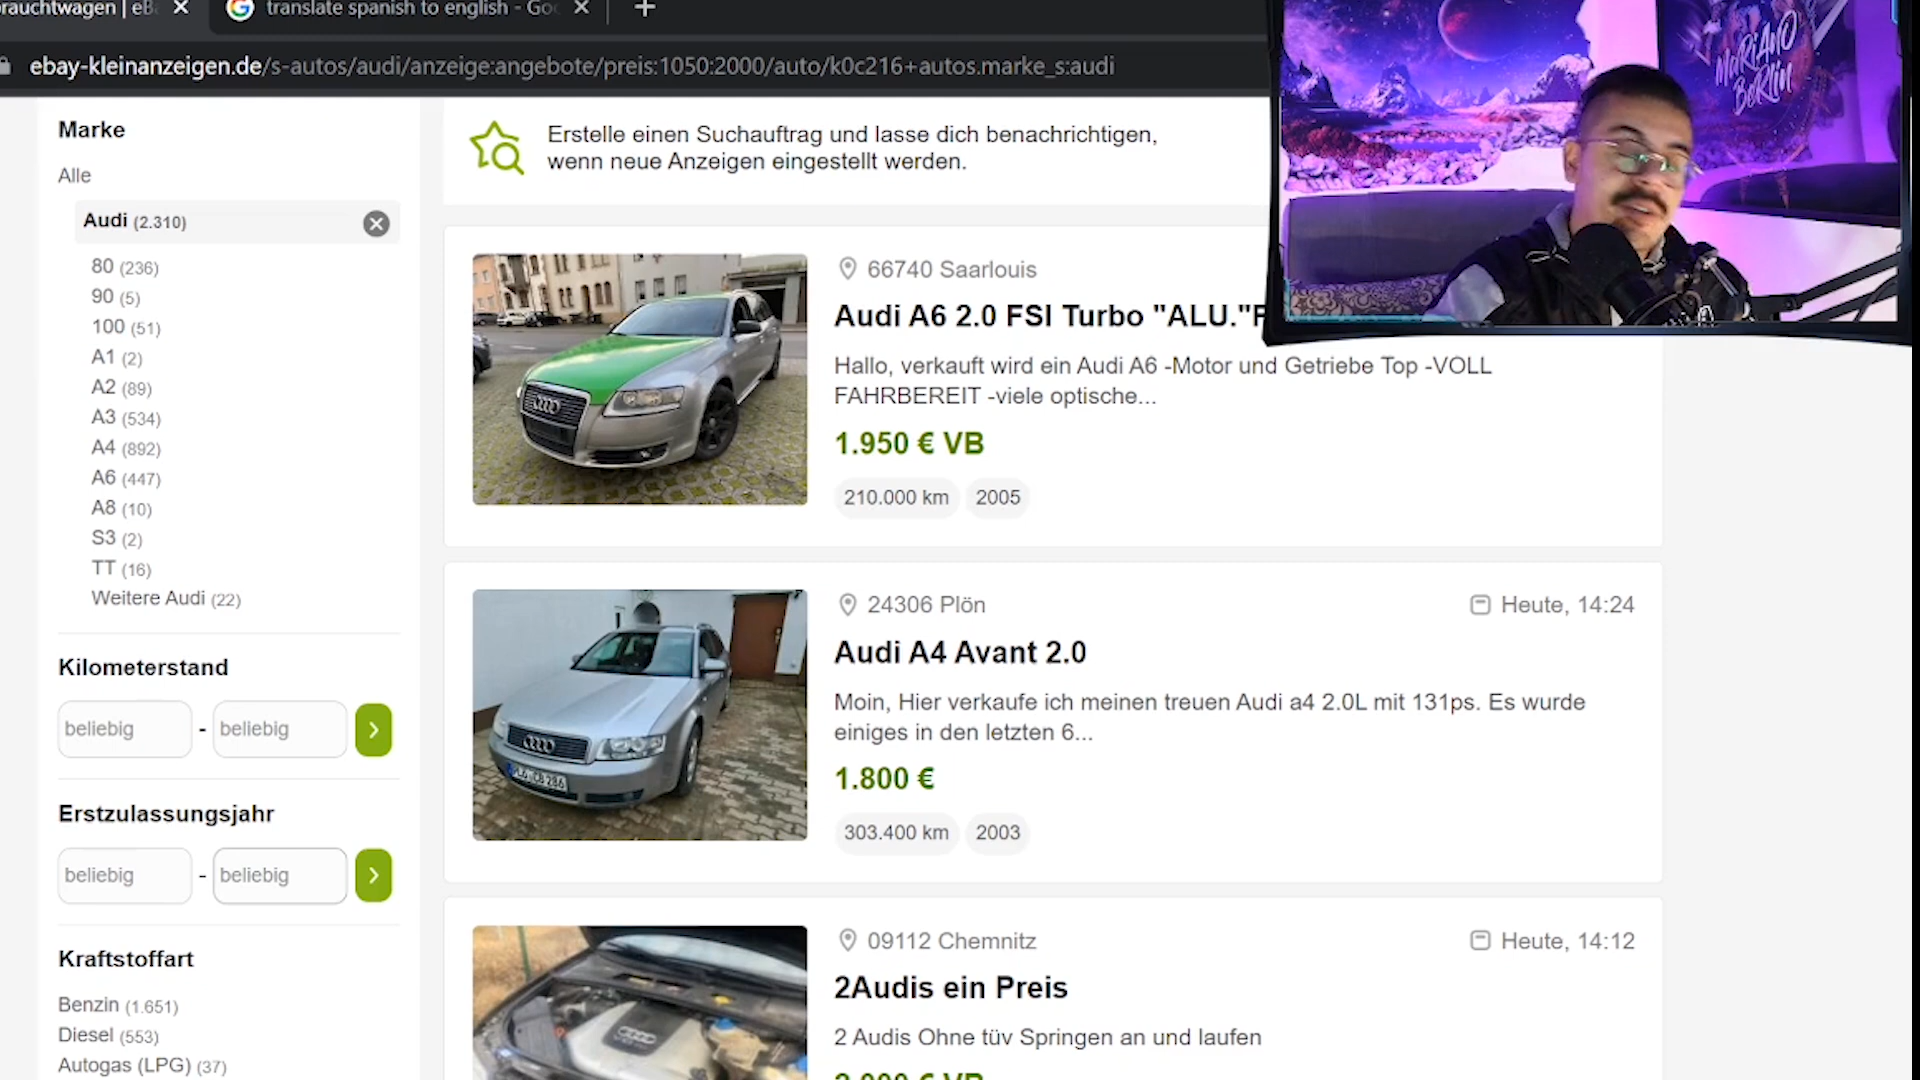 rauchtwagen | eB
translate spanish to english - Go
ebay-kleinanzeigen.de/s-autos/audi/anzeige:angebote/preis:1050:2000/auto/k0c216+autos.marke_s:audi
MaRiAnO
BeRlin
Marke
Alle
Audi (2.310)
80 (236)
90 (5)
100 (51)
A1 (2)
A2 (89)
A3 (534)
A4 (892)
A6 (447)
A8 (10)
S3 (2)
TT (16)
Weitere Audi (22)
Kilometerstand
beliebig - beliebig
Erstzulassungsjahr
beliebig - beliebig
Kraftstoffart
Benzin (1.651)
Diesel (553)
Autogas (LPG) (37)
Erstelle einen Suchauftrag und lasse dich benachrichtigen,
wenn neue Anzeigen eingestellt werden.
66740 Saarlouis
Audi A6 2.0 FSI Turbo "ALU."F
Hallo, verkauft wird ein Audi A6 -Motor und Getriebe Top -VOLL
FAHRBEREIT -viele optische...
1.950 € VB
210.000 km 2005
24306 Plön Heute, 14:24
Audi A4 Avant 2.0
Moin, Hier verkaufe ich meinen treuen Audi a4 2.0L mit 131ps. Es wurde
einiges in den letzten 6...
1.800 €
303.400 km 2003
09112 Chemnitz Heute, 14:12
2Audis ein Preis
2 Audis Ohne tüv Springen an und laufen